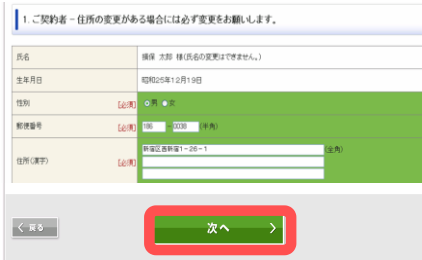 1. ご契約者 - 住所の変更がある場合には必ず変更をお願いします。
氏名 損保 太郎 様(氏名の変更はできません。)
生年月日 昭和25年12月19日
性別 [必須] 男 女
郵便番号 [必須] 186 - 0038 (半角)
住所(漢字) [必須] 新宿区西新宿1-26-1 (全角)
戻る 次へ